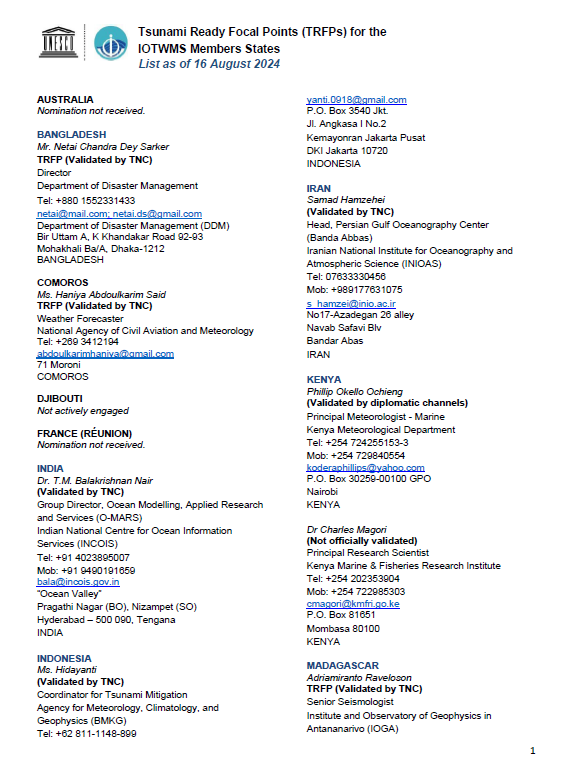 UNESCO
Tsunami Ready Focal Points (TRFPs) for the
IOTWMS Members States
List as of 16 August 2024
AUSTRALIA
Nomination not received.
BANGLADESH
Mr. Netai Chandra Dey Sarker
TRFP (Validated by TNC)
Director
Department of Disaster Management
Tel: +880 1552331433
netai@mail.com; netai.ds@gmail.com
Department of Disaster Management (DDM)
Bir Uttam A, K Khandakar Road 92-93
Mohakhali Ba/A, Dhaka-1212
BANGLADESH
COMOROS
Ms. Haniya Abdoulkarim Said
TRFP (Validated by TNC)
Weather Forecaster
National Agency of Civil Aviation and Meteorology
Tel: +269 3412194
abdoulkarimhaniya@gmail.com
71 Moroni
COMOROS
DJIBOUTI
Not actively engaged
FRANCE (RÉUNION)
Nomination not received.
INDIA
Dr. T.M. Balakrishnan Nair
(Validated by TNC)
Group Director, Ocean Modelling, Applied Research
and Services (O-MARS)
Indian National Centre for Ocean Information
Services (INCOIS)
Tel: +91 4023895007
Mob: +91 9490191659
bala@incois.gov.in
"Ocean Valley"
Pragathi Nagar (BO), Nizampet (SO)
Hyderabad – 500 090, Tengana
INDIA
INDONESIA
Ms. Hidayanti
(Validated by TNC)
Coordinator for Tsunami Mitigation
Agency for Meteorology, Climatology, and
Geophysics (BMKG)
Tel: +62 811-1148-899
yanti.0918@gmail.com
P.O. Box 3540 Jkt.
Jl. Angkasa I No.2
Kemayonran Jakarta Pusat
DKI Jakarta 10720
INDONESIA
IRAN
Samad Hamzehei
(Validated by TNC)
Head, Persian Gulf Oceanography Center
(Banda Abbas)
Iranian National Institute for Oceanography and
Atmospheric Science (INIOAS)
Tel: 07633330456
Mob: +989177631075
s_hamzei@inio.ac.ir
No17-Azadegan 26 alley
Navab Safavi Blv
Bandar Abas
IRAN
KENYA
Phillip Okello Ochieng
(Validated by diplomatic channels)
Principal Meteorologist - Marine
Kenya Meteorological Department
Tel: +254 724255153-3
Mob: +254 729840554
koderaphillips@yahoo.com
P.O. Box 30259-00100 GPO
Nairobi
KENYA
Dr Charles Magori
(Not officially validated)
Principal Research Scientist
Kenya Marine & Fisheries Research Institute
Tel: +254 202353904
Mob: +254 722985303
cmagori@kmfri.go.ke
P.O. Box 81651
Mombasa 80100
KENYA
MADAGASCAR
Adriamiranto Raveloson
TRFP (Validated by TNC)
Senior Seismologist
Institute and Observatory of Geophysics in
Antananarivo (IOGA)
1